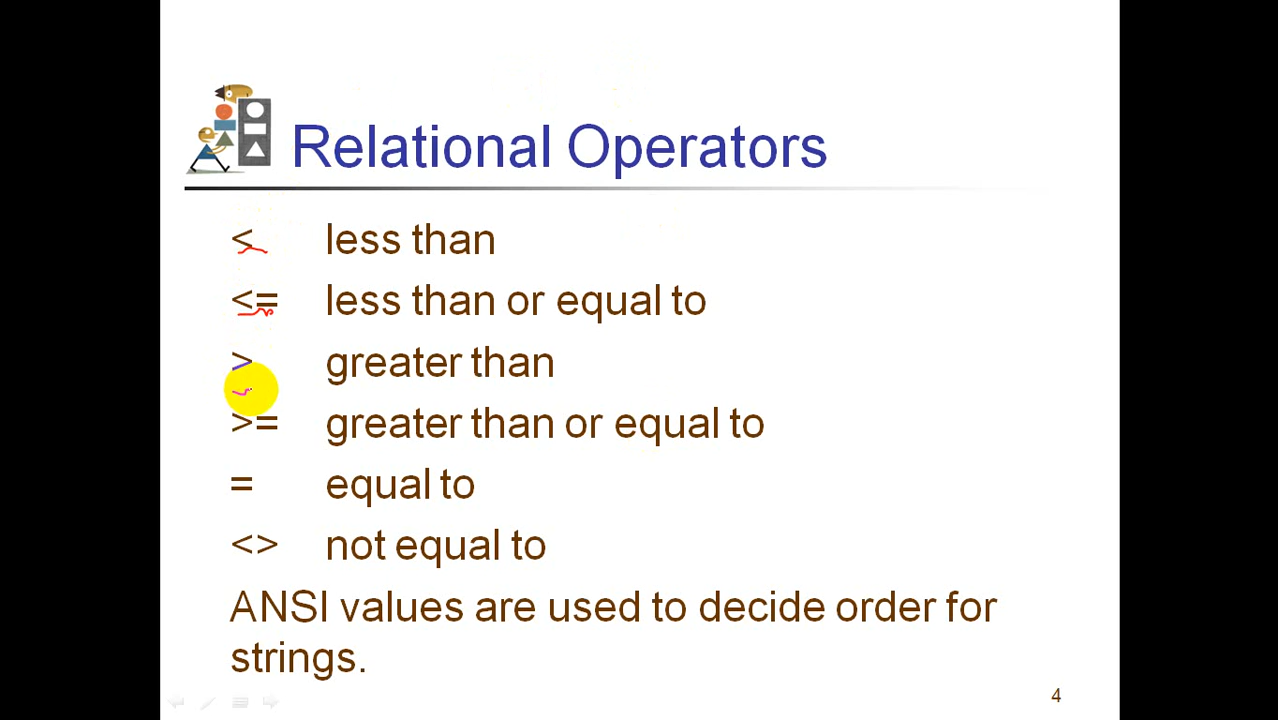 Relational Operators
< less than
<= less than or equal to
> greater than
>= greater than or equal to
= equal to
<> not equal to
ANSI values are used to decide order for
strings.
4